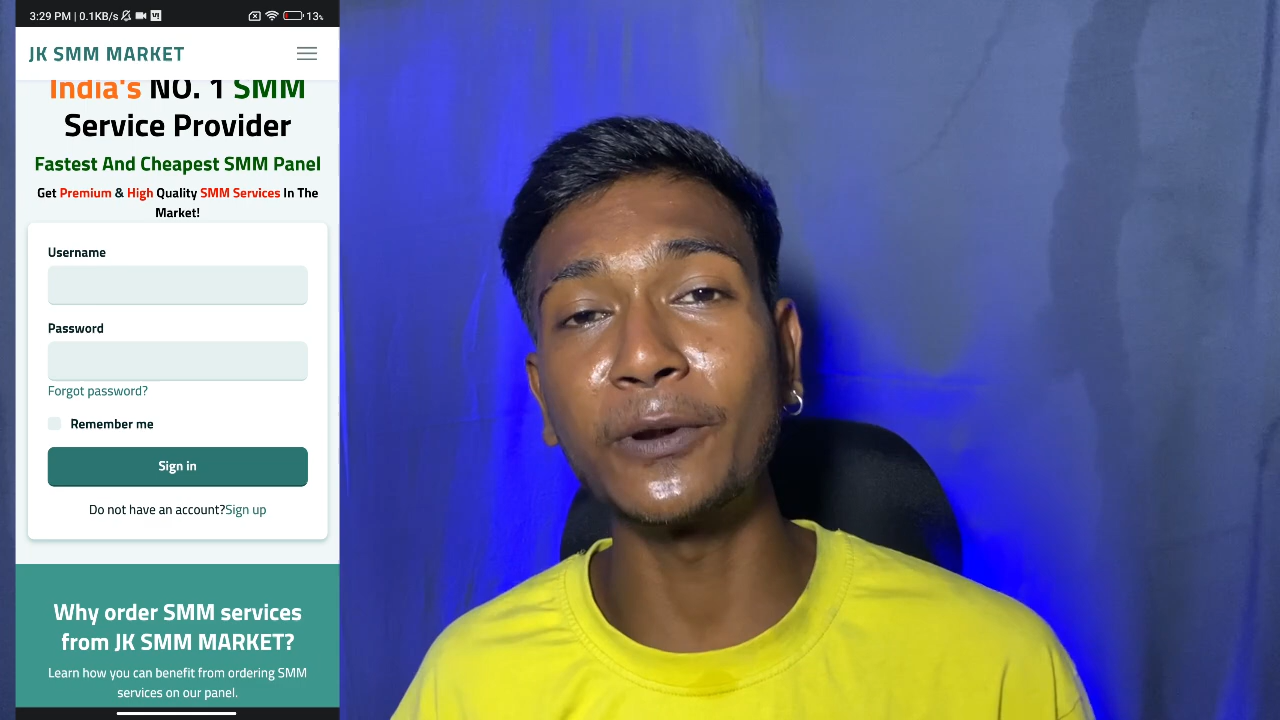 3:29 PM | 0.1KB/s
13%
JK SMM MARKET
India's NO. 1 SMM
Service Provider
Fastest And Cheapest SMM Panel
Get Premium & High Quality SMM Services In The
Market!
Username
Password
Forgot password?
Remember me
Sign in
Do not have an account?Sign up
Why order SMM services
from JK SMM MARKET?
Learn how you can benefit from ordering SMM
services on our panel.